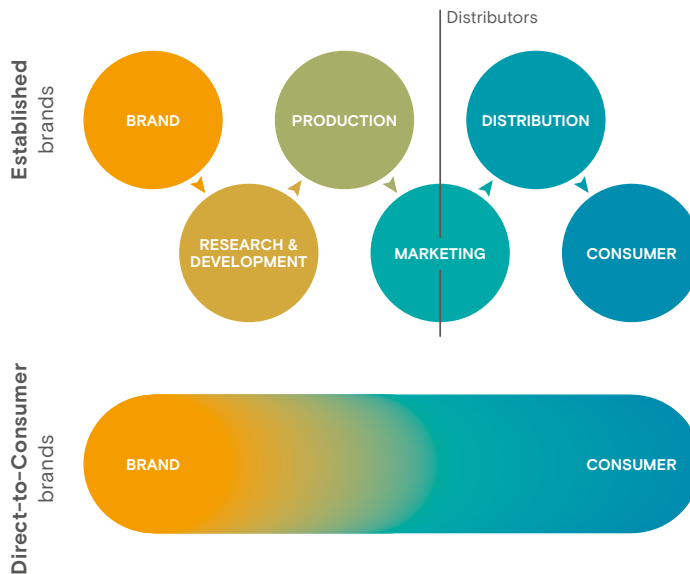 Distributors
Established
brands
BRAND
PRODUCTION
DISTRIBUTION
RESEARCH &
DEVELOPMENT
MARKETING
CONSUMER
Direct-to-Consumer
brands
BRAND
CONSUMER